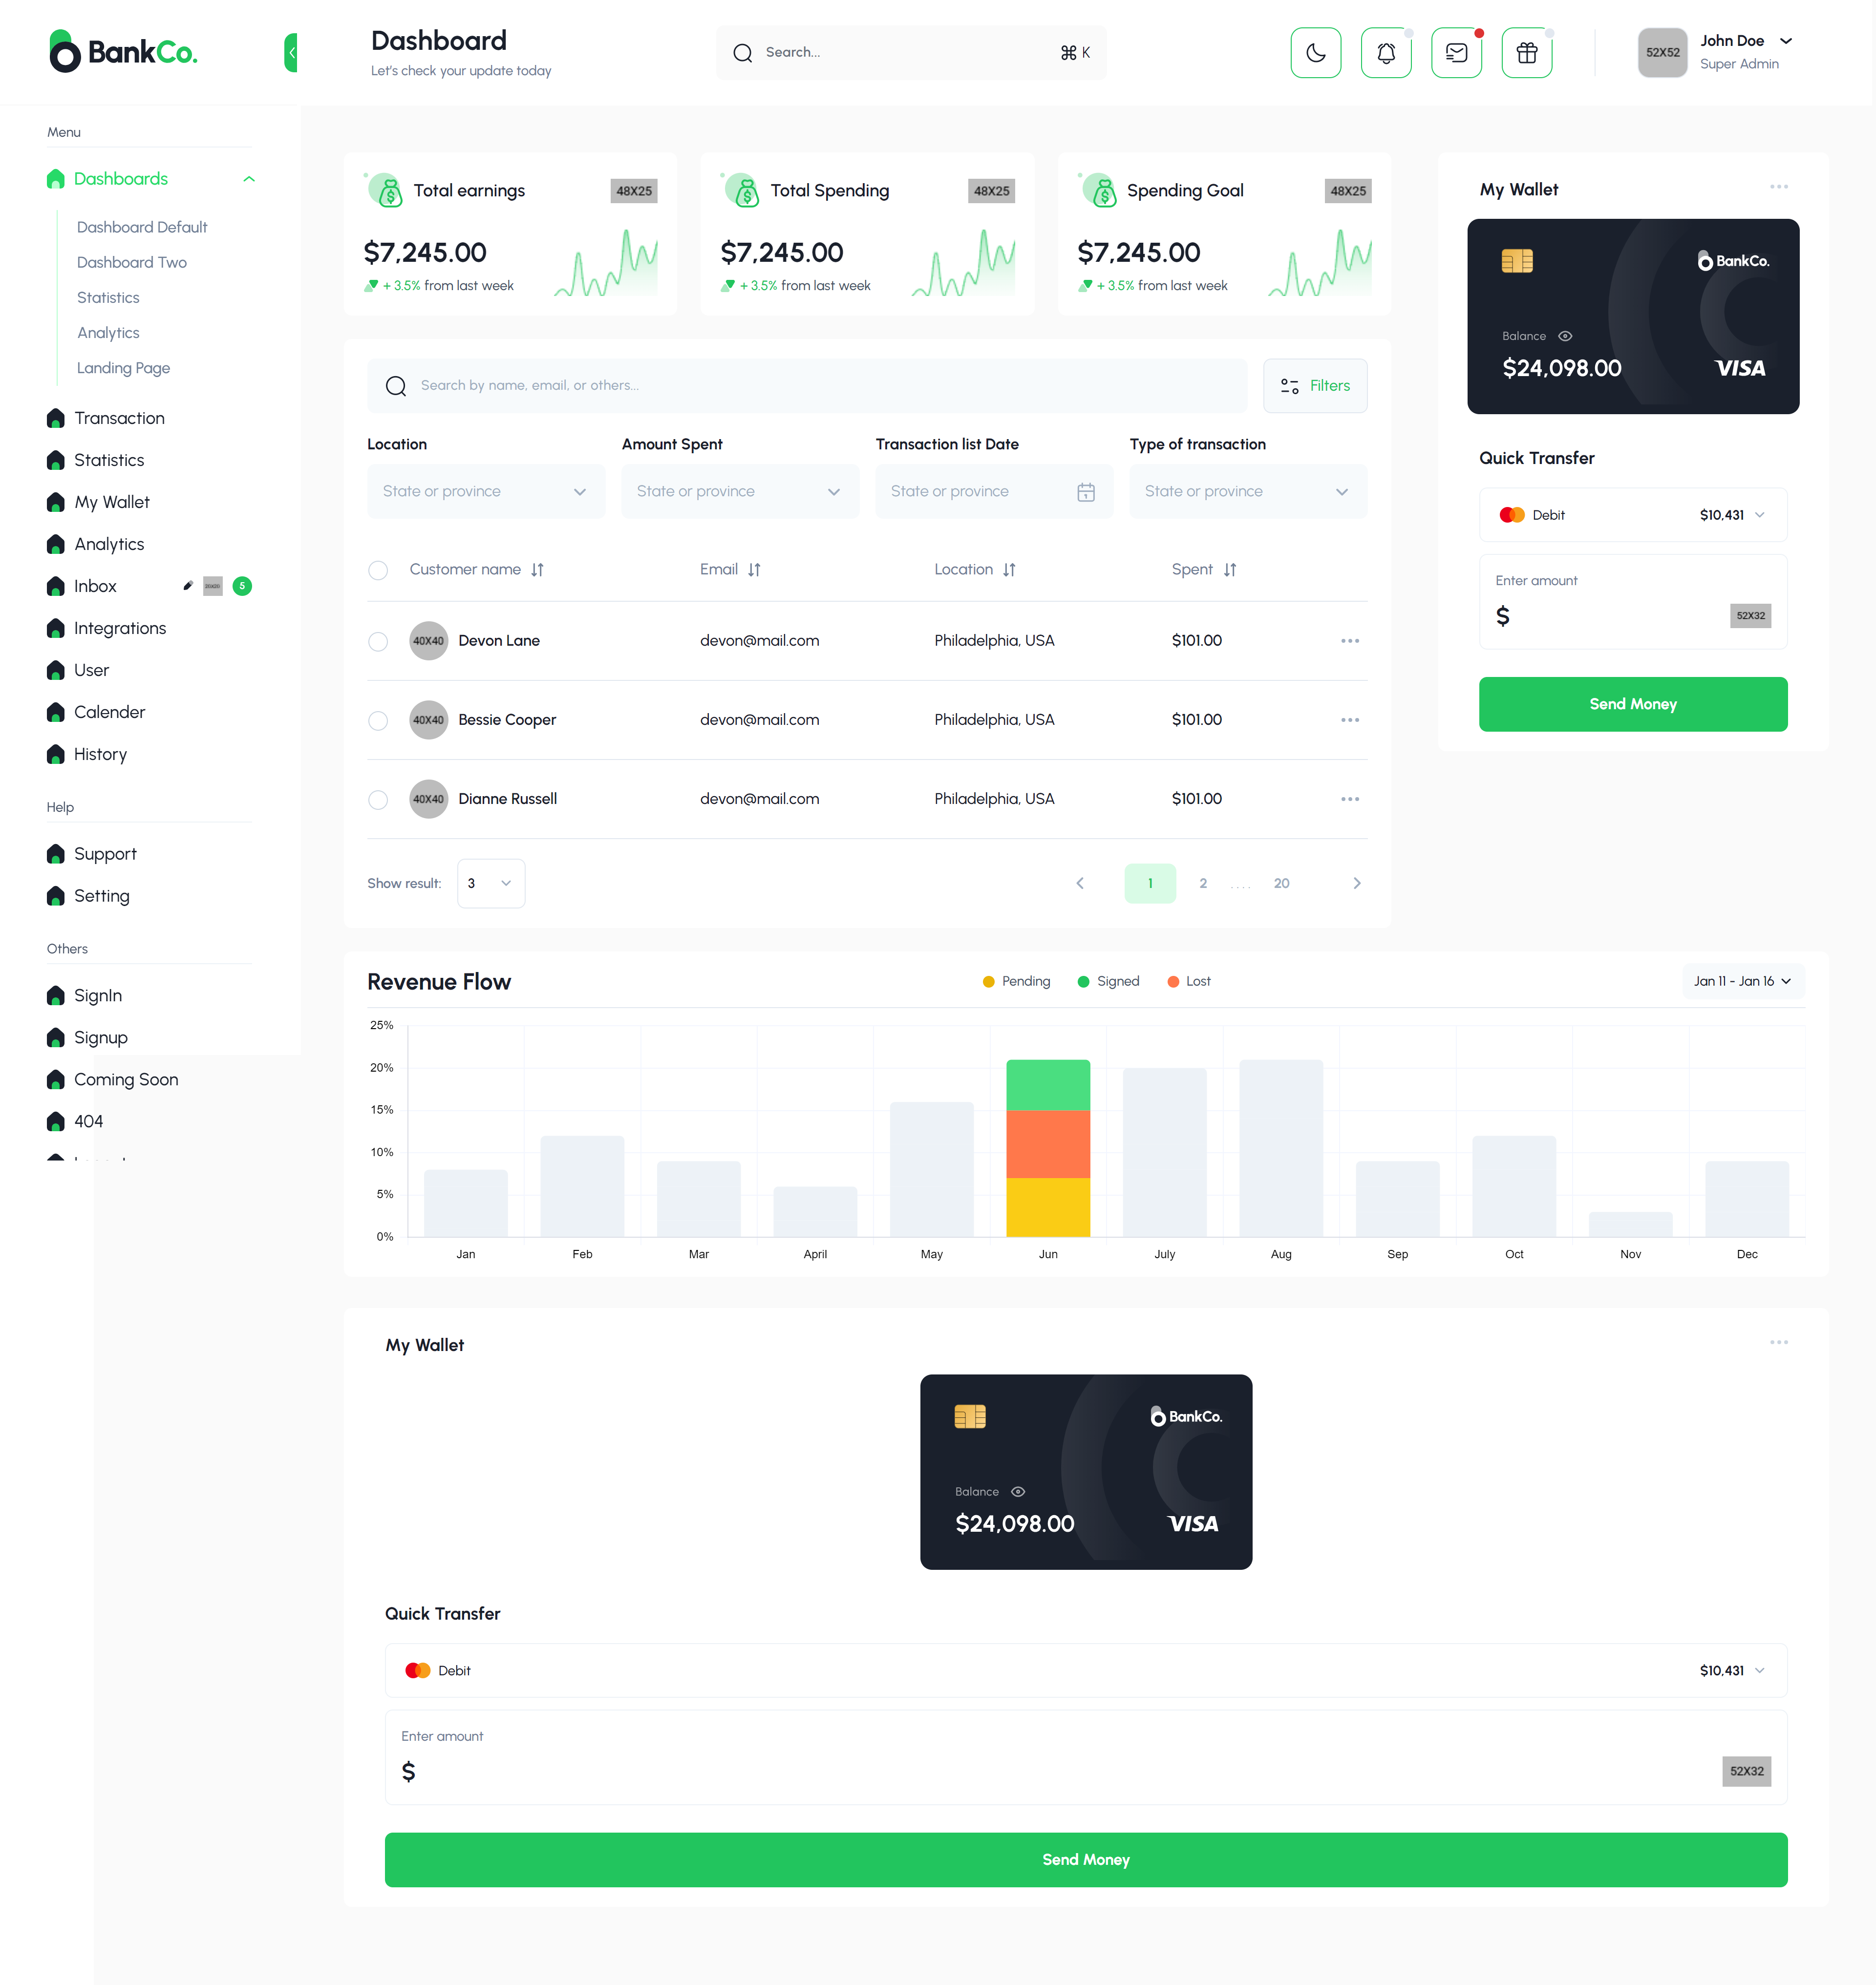 BankCo.
Dashboard
Let's check your update today
Search...
⌘ K
52X52
John Doe
Super Admin
Menu
Dashboards
Dashboard Default
Dashboard Two
Statistics
Analytics
Landing Page
Transaction
Statistics
My Wallet
Analytics
Inbox
5
Integrations
User
Calender
History
Help
Support
Setting
Others
SignIn
Signup
Coming Soon
404
Total earnings
48X25
$7,245.00
+ 3.5% from last week
Total Spending
48X25
$7,245.00
+ 3.5% from last week
Spending Goal
48X25
$7,245.00
+ 3.5% from last week
Search by name, email, or others...
Filters
Location
Amount Spent
Transaction list Date
Type of transaction
State or province
State or province
State or province
1
State or province
Customer name
Email
Location
Spent
40X40 Devon Lane devon@mail.com Philadelphia, USA $101.00
40X40 Bessie Cooper devon@mail.com Philadelphia, USA $101.00
40X40 Dianne Russell devon@mail.com Philadelphia, USA $101.00
Show result:
3
1
2
. . . .
20
My Wallet
BankCo.
Balance
$24,098.00
VISA
Quick Transfer
Debit
$10,431
Enter amount
$
52X32
Send Money
Revenue Flow
Pending
Signed
Lost
Jan 11 - Jan 16
25%
20%
15%
10%
5%
0%
Jan
Feb
Mar
April
May
Jun
July
Aug
Sep
Oct
Nov
Dec
My Wallet
BankCo.
Balance
$24,098.00
VISA
Quick Transfer
Debit
$10,431
Enter amount
$
52X32
Send Money